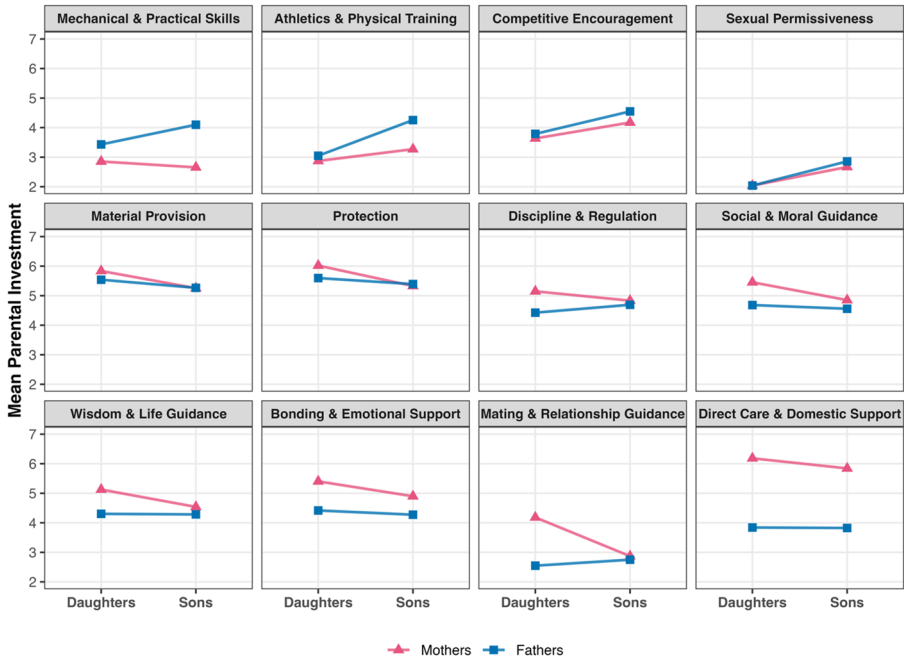 Mechanical & Practical Skills
Athletics & Physical Training
Competitive Encouragement
Sexual Permissiveness
7
6
5
4
3
2
Material Provision
Protection
Discipline & Regulation
Social & Moral Guidance
7
6
5
4
3
2
Mean Parental Investment
Wisdom & Life Guidance
Bonding & Emotional Support
Mating & Relationship Guidance
Direct Care & Domestic Support
7
6
5
4
3
2
Daughters Sons
Daughters Sons
Daughters Sons
Daughters Sons
Mothers Fathers